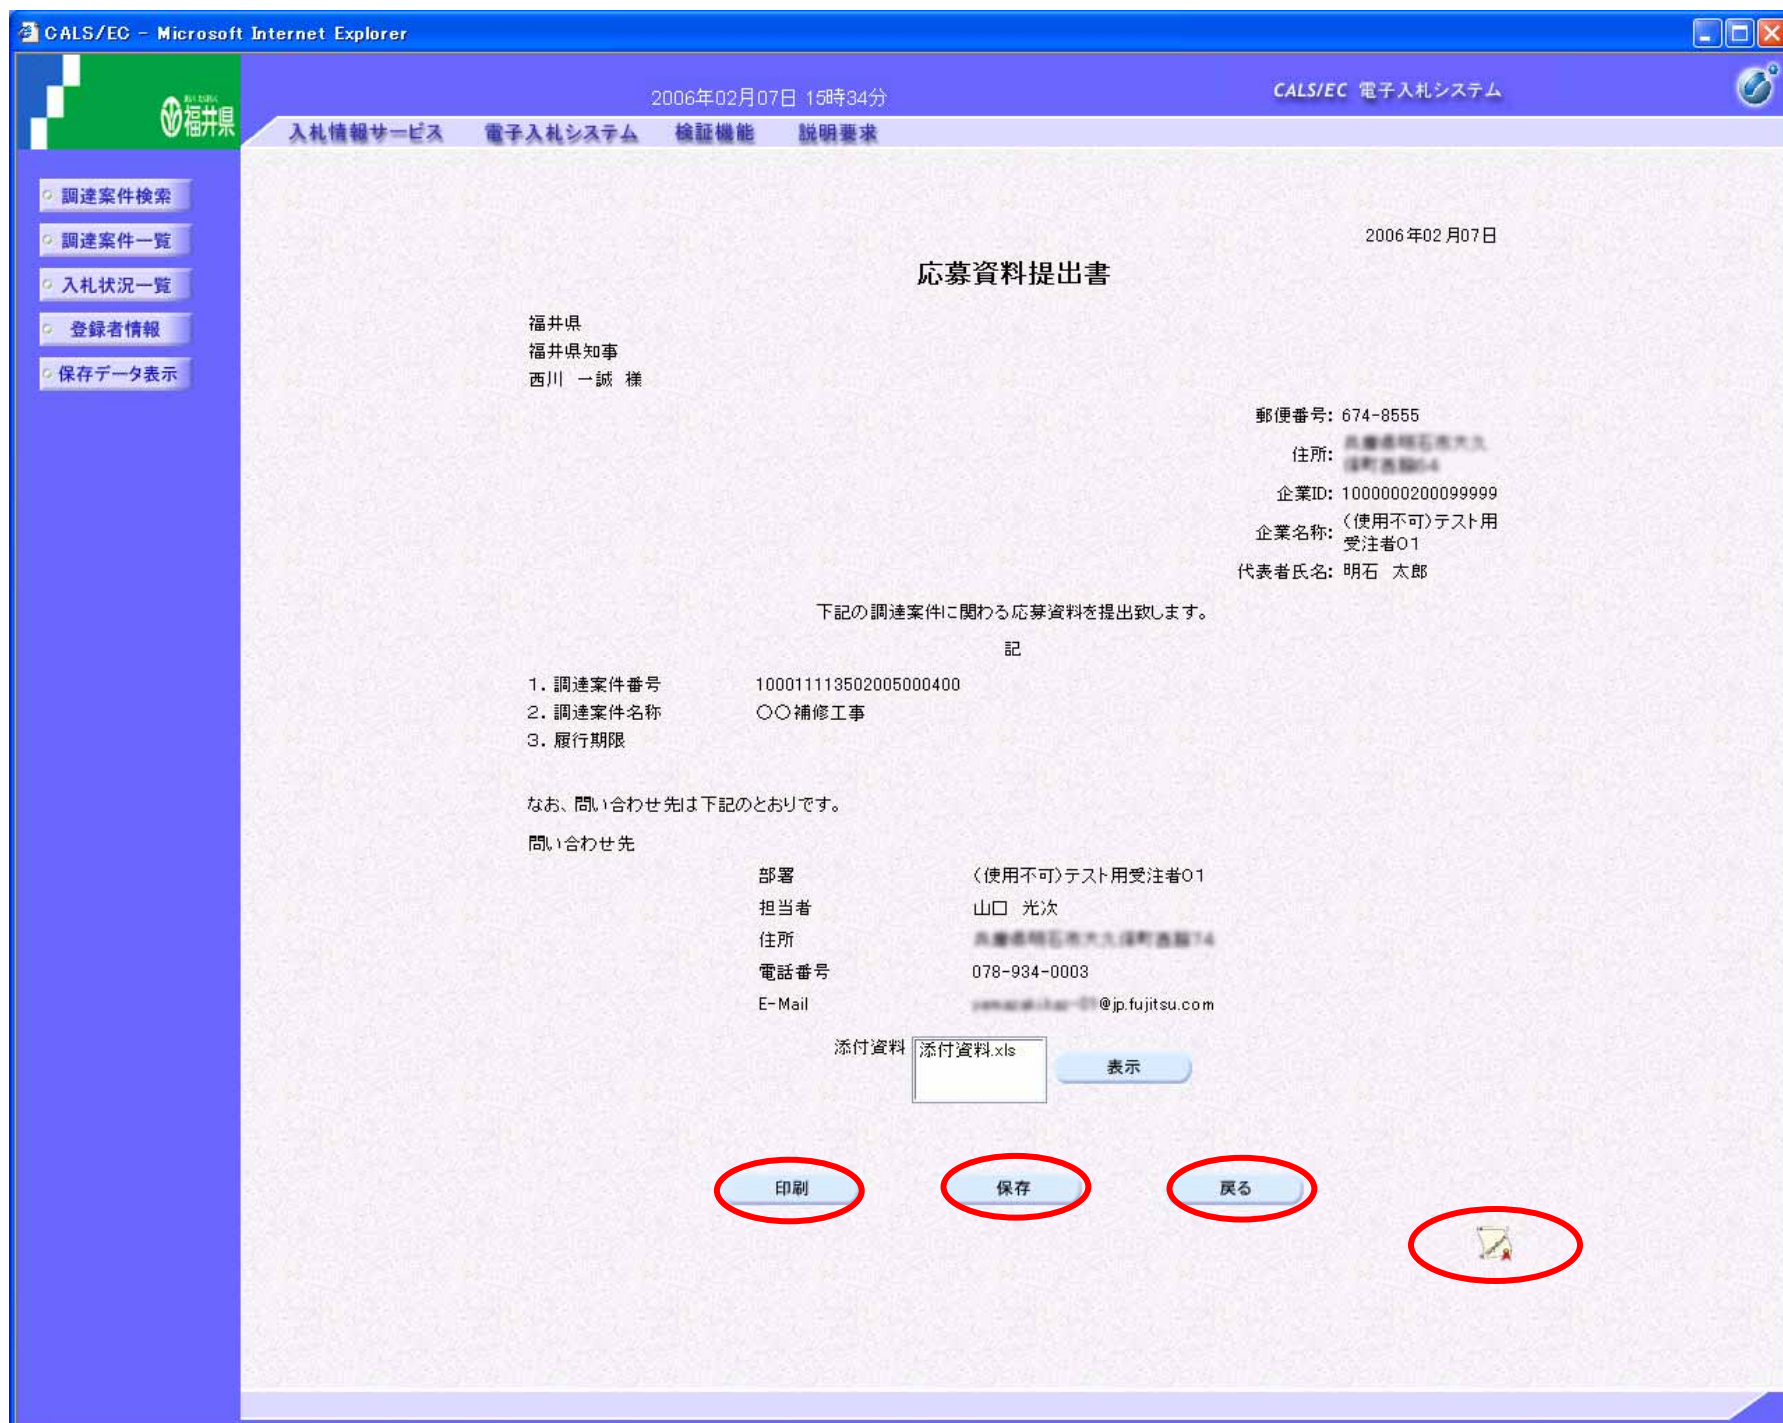 CALS/EC - Microsoft Internet Explorer
福井県
2006年02月07日 15時34分
CALS/EC 電子入札システム
入札情報サービス 電子入札システム 検証機能 説明要求
調達案件検索
調達案件一覧
入札状況一覧
登録者情報
保存データ表示
2006年02月07日
応募資料提出書
福井県
福井県知事
西川 一誠 様
郵便番号: 674-8555
住所:
企業ID: 1000000200099999
企業名称: (使用不可)テスト用
受注者01
代表者氏名: 明石 太郎
下記の調達案件に関わる応募資料を提出致します。
記
1. 調達案件番号 100011113502005000400
2. 調達案件名称 ○○補修工事
3. 履行期限
なお、問い合わせ先は下記のとおりです。
問い合わせ先
部署 (使用不可)テスト用受注者01
担当者 山口 光次
住所
電話番号 078-934-0003
E-Mail @jp.fujitsu.com
添付資料 添付資料.xls 表示
印刷 保存 戻る